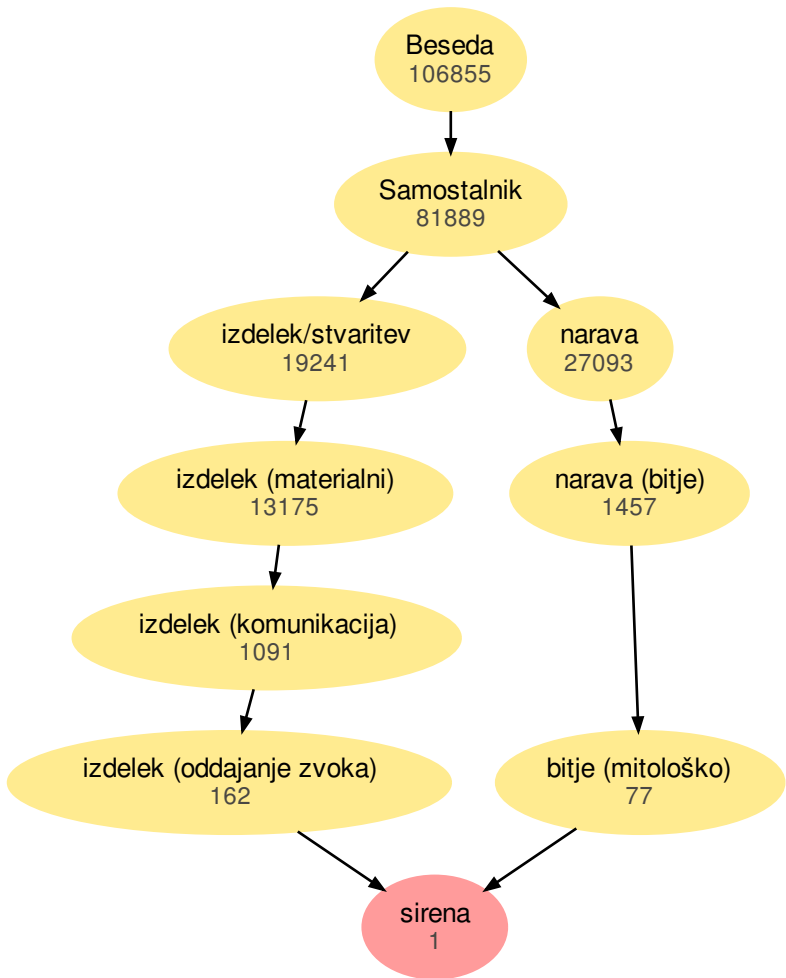 Beseda
106855
Samostalnik
81889
izdelek/stvaritev
19241
narava
27093
izdelek (materialni)
13175
narava (bitje)
1457
izdelek (komunikacija)
1091
izdelek (oddajanje zvoka)
162
bitje (mitološko)
77
sirena
1